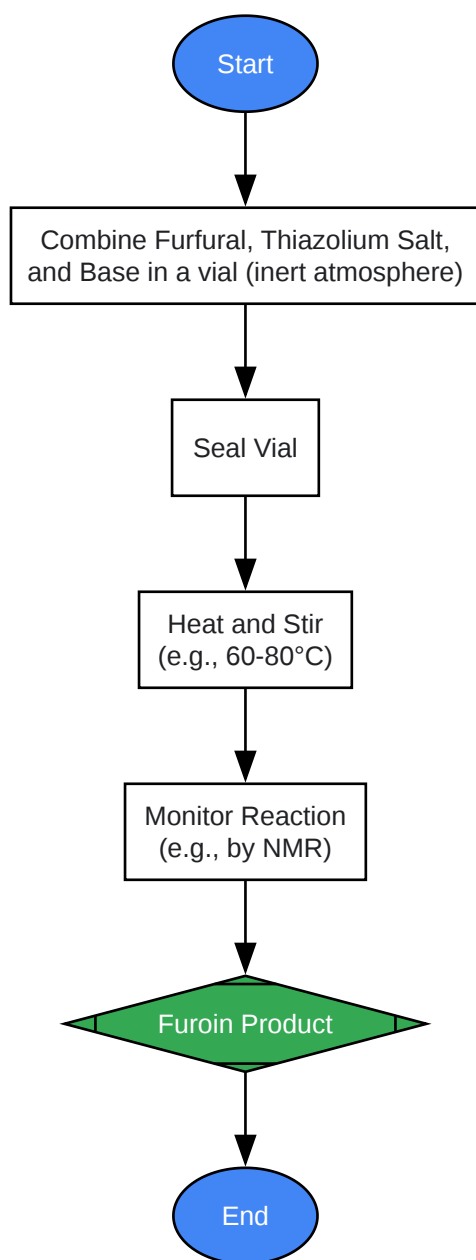 Start
Combine Furfural, Thiazolium Salt,
and Base in a vial (inert atmosphere)
Seal Vial
Heat and Stir
(e.g., 60-80°C)
Monitor Reaction
(e.g., by NMR)
Furoin Product
End